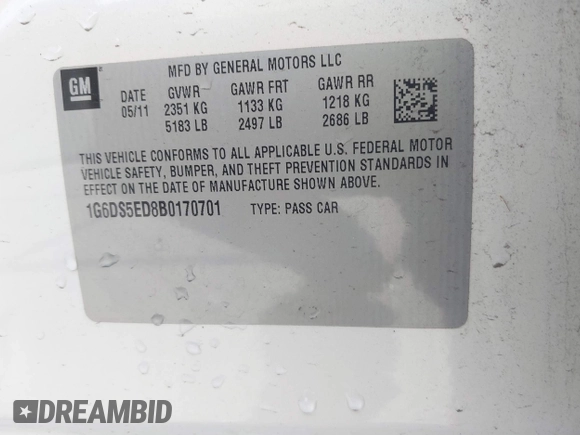 GM
MFD BY GENERAL MOTORS LLC
DATE GVWR GAWR FRT GAWR RR
05/11 2351 KG 1133 KG 1218 KG
5183 LB 2497 LB 2686 LB
THIS VEHICLE CONFORMS TO ALL APPLICABLE U.S. FEDERAL MOTOR
VEHICLE SAFETY, BUMPER, AND THEFT PREVENTION STANDARDS IN
EFFECT ON THE DATE OF MANUFACTURE SHOWN ABOVE.
1G6DS5ED8B0170701 TYPE: PASS CAR
DREAMBID